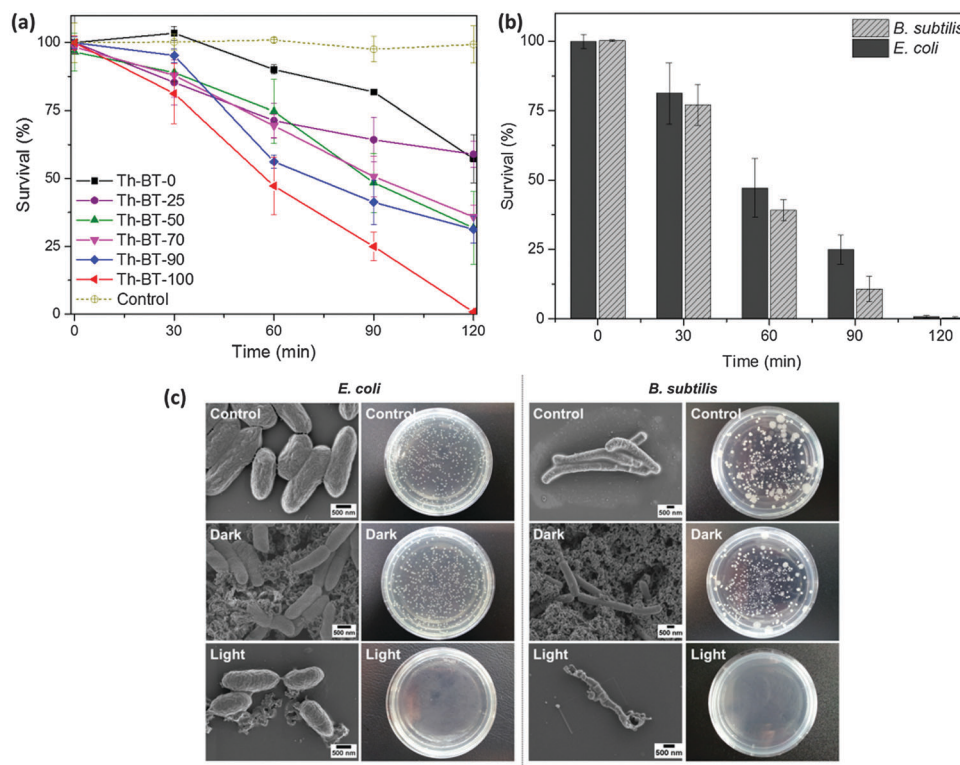 (a)
Survival (%)
100
75
50
25
0
Th-BT-0
Th-BT-25
Th-BT-50
Th-BT-70
Th-BT-90
Th-BT-100
Control
0 30 60 90 120
Time (min)
(b)
Survival (%)
100
75
50
25
0
B. subtilis
E. coli
0 30 60 90 120
Time (min)
(c)
E. coli B. subtilis
Control Control Control Control
500 nm 500 nm
Dark Dark Dark Dark
500 nm 500 nm
Light Light Light Light
500 nm 500 nm